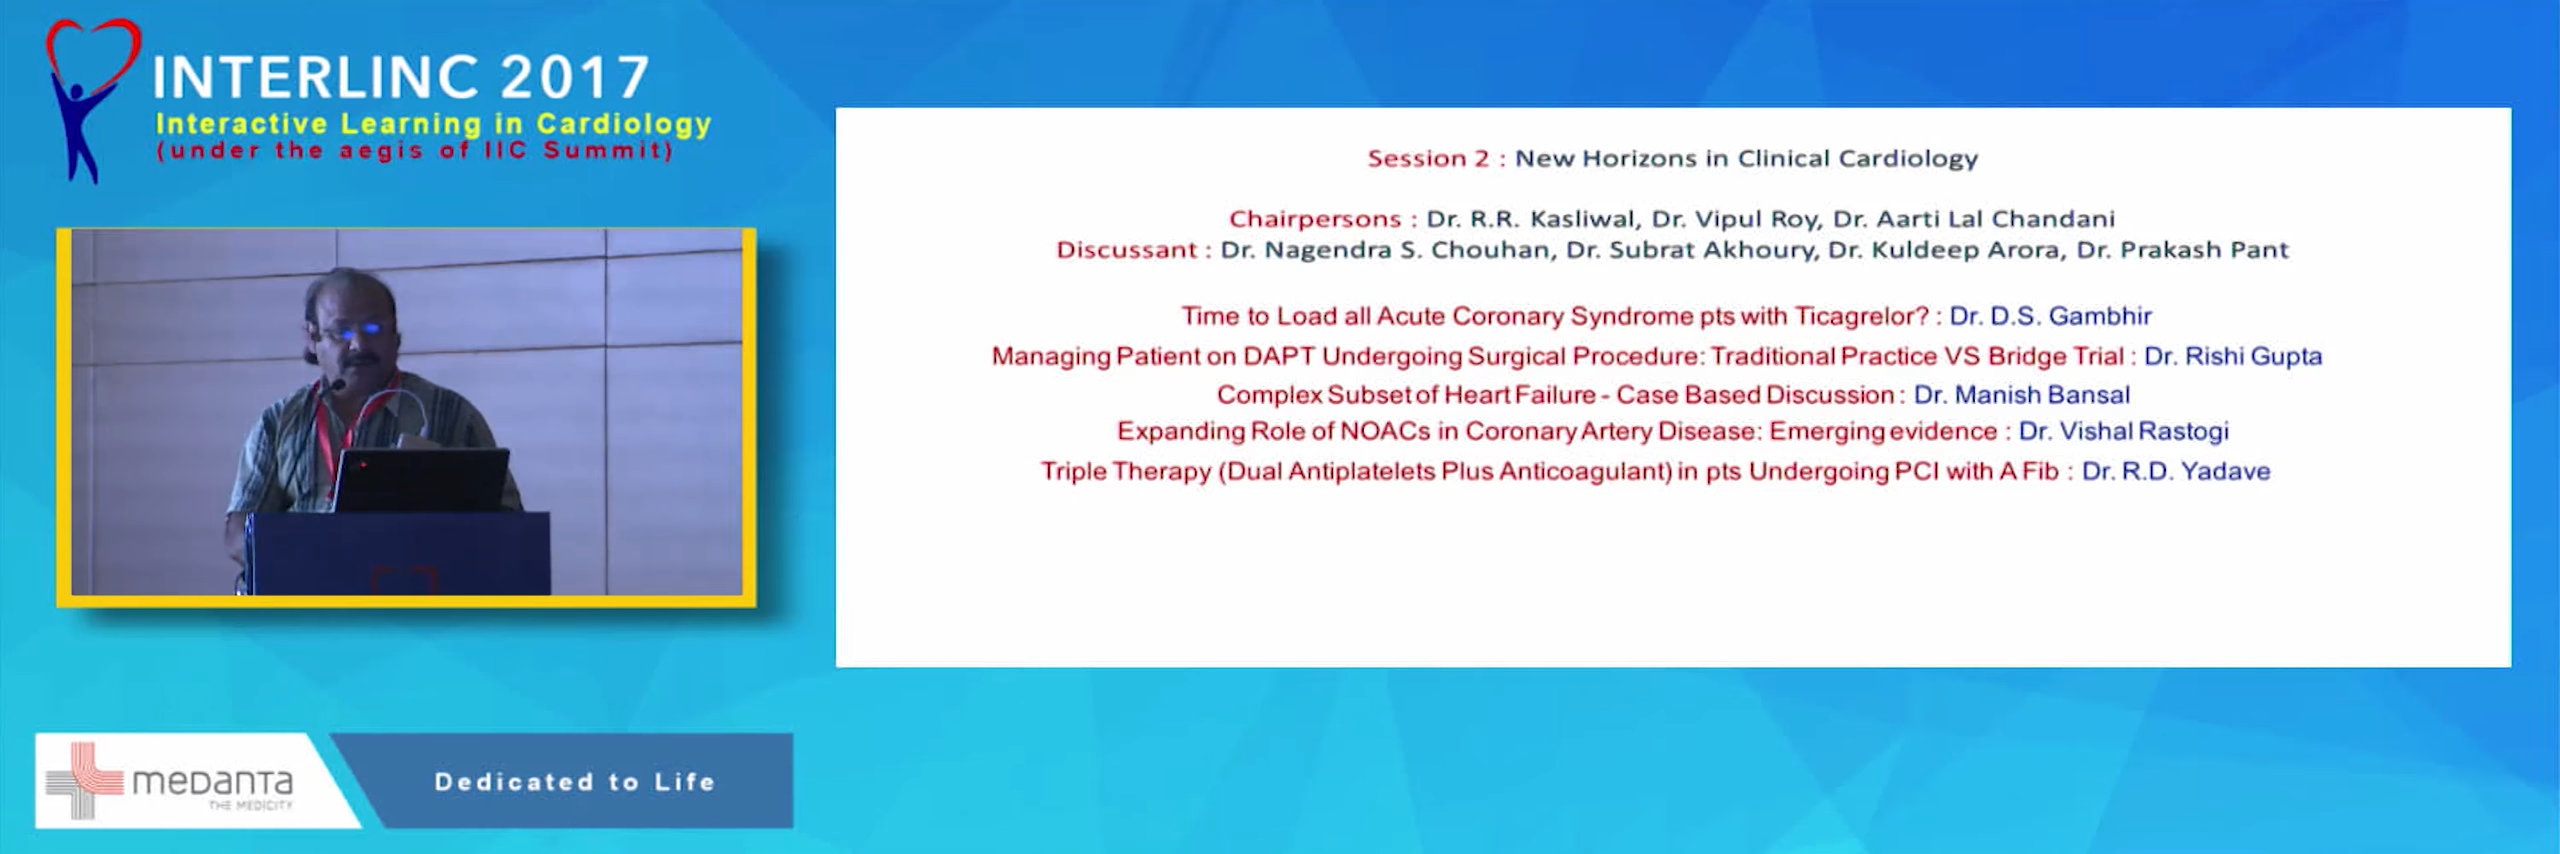 INTERLINC 2017
Interactive Learning in Cardiology
(under the aegis of IIC Summit)
Session 2 : New Horizons in Clinical Cardiology
Chairpersons : Dr. R.R. Kasliwal, Dr. Vipul Roy, Dr. Aarti Lal Chandani
Discussant : Dr. Nagendra S. Chouhan, Dr. Subrat Akhoury, Dr. Kuldeep Arora, Dr. Prakash Pant
Time to Load all Acute Coronary Syndrome pts with Ticagrelor? : Dr. D.S. Gambhir
Managing Patient on DAPT Undergoing Surgical Procedure: Traditional Practice VS Bridge Trial : Dr. Rishi Gupta
Complex Subset of Heart Failure - Case Based Discussion : Dr. Manish Bansal
Expanding Role of NOACs in Coronary Artery Disease: Emerging evidence : Dr. Vishal Rastogi
Triple Therapy (Dual Antiplatelets Plus Anticoagulant) in pts Undergoing PCI with A Fib : Dr. R.D. Yadave
medanta
THE MEDICITY
Dedicated to Life